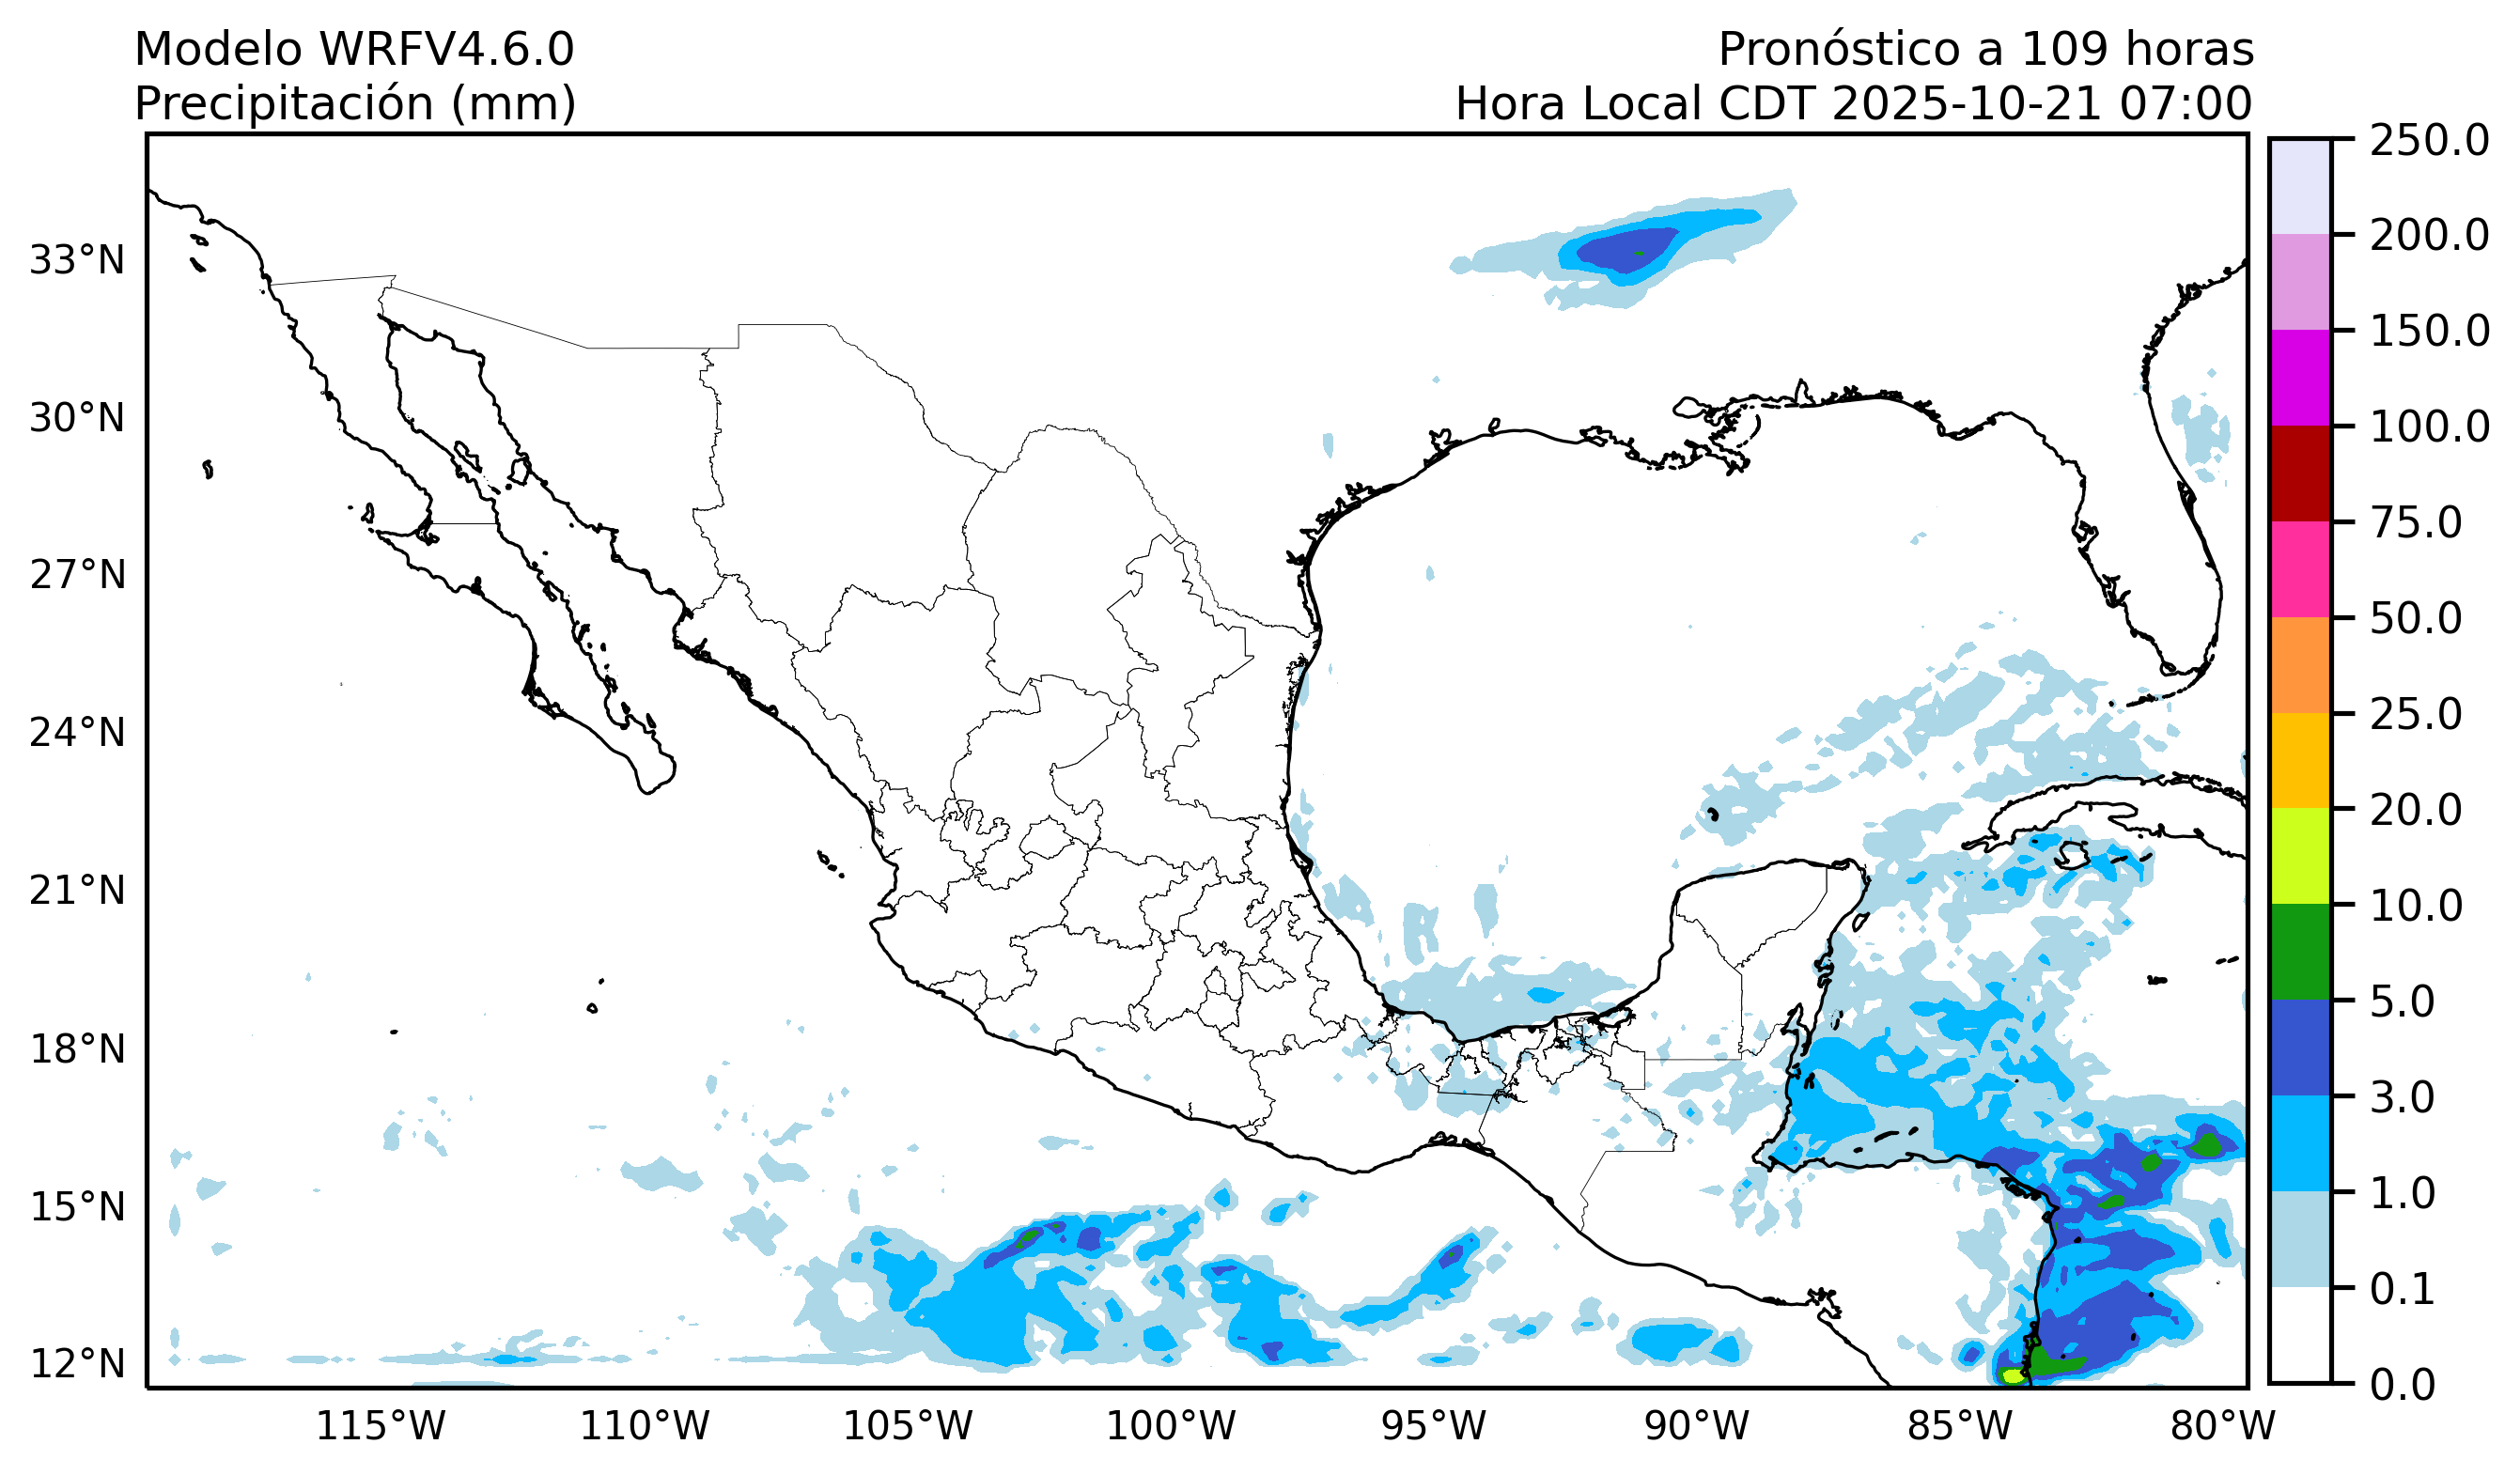 Modelo WRFV4.6.0
Precipitación (mm)
Pronóstico a 109 horas
Hora Local CDT 2025-10-21 07:00
33°N
30°N
27°N
24°N
21°N
18°N
15°N
12°N
115°W
110°W
105°W
100°W
95°W
90°W
85°W
80°W
250.0
200.0
150.0
100.0
75.0
50.0
25.0
20.0
10.0
5.0
3.0
1.0
0.1
0.0